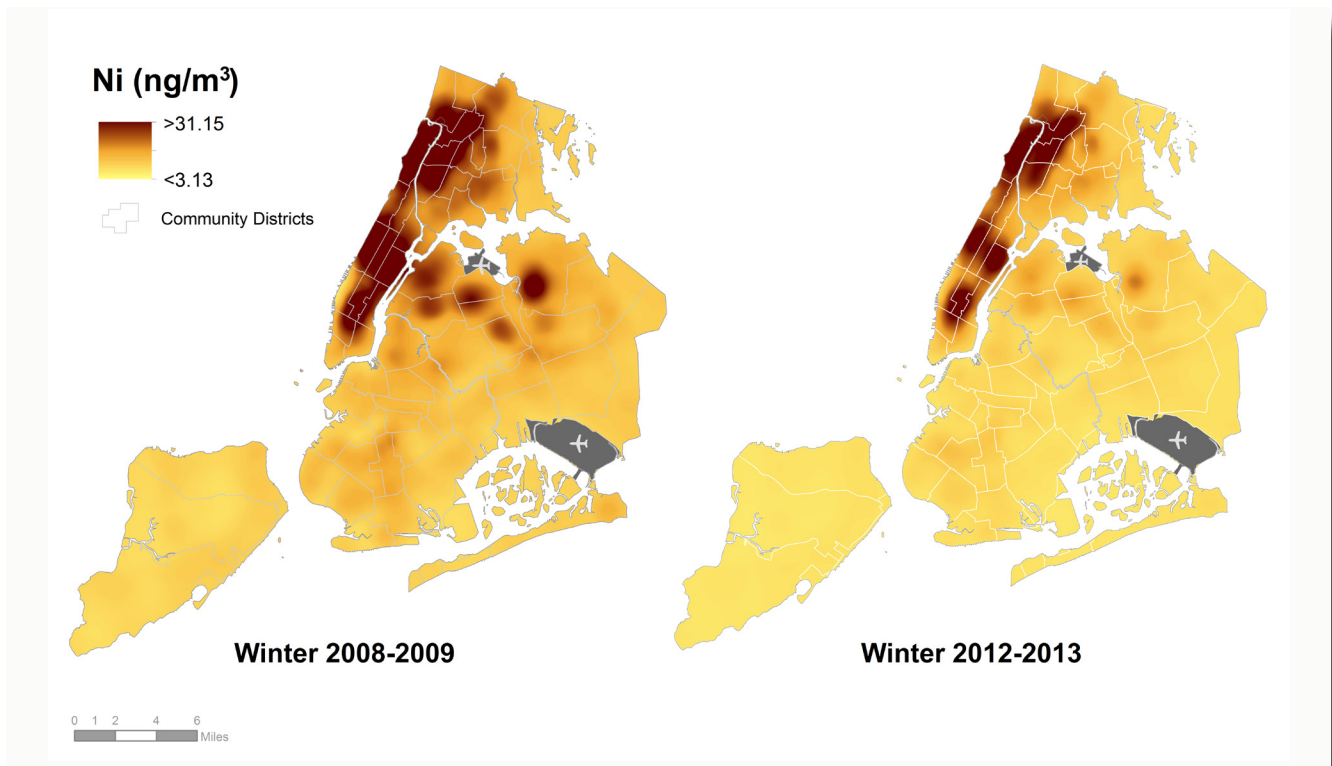 Ni (ng/m³)
>31.15
<3.13
Community Districts
Winter 2008-2009
Winter 2012-2013
0 1 2 4 6
Miles